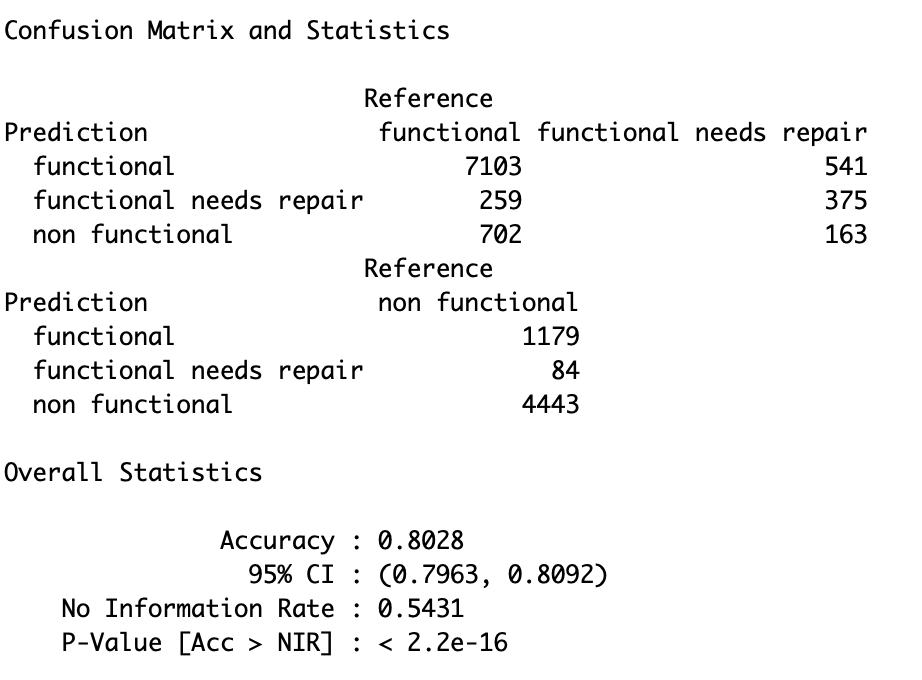 Confusion Matrix and Statistics
Reference
Prediction functional functional needs repair
functional 7103 541
functional needs repair 259 375
non functional 702 163
Reference
Prediction non functional
functional 1179
functional needs repair 84
non functional 4443
Overall Statistics
Accuracy : 0.8028
95% CI : (0.7963, 0.8092)
No Information Rate : 0.5431
P-Value [Acc > NIR] : < 2.2e-16